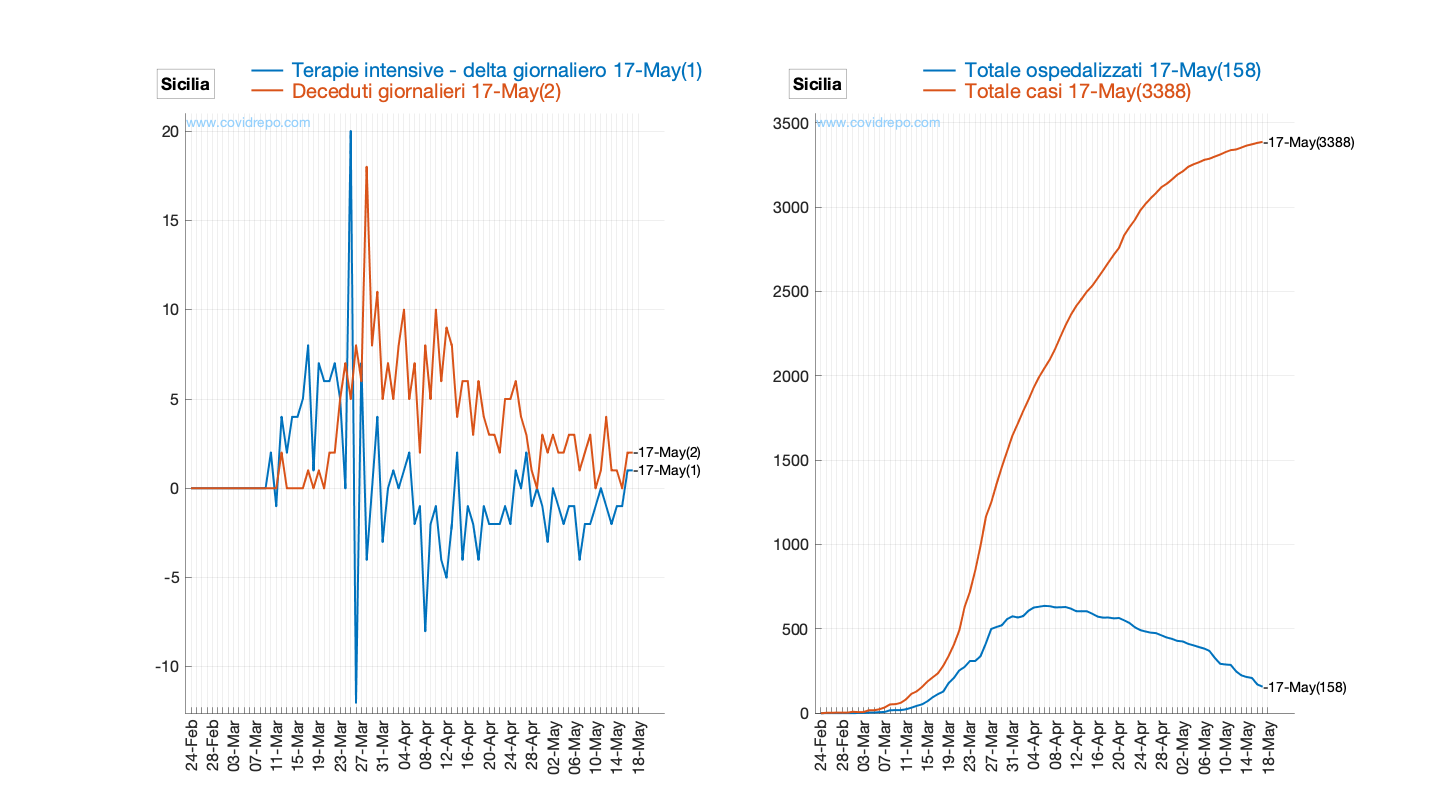 Sicilia
Terapie intensive - delta giornaliero 17-May(1)
Deceduti giornalieri 17-May(2)
www.covidrepo.com
20
15
10
5
0
-5
-10
-17-May(2)
-17-May(1)
24-Feb
28-Feb
03-Mar
07-Mar
11-Mar
15-Mar
19-Mar
23-Mar
27-Mar
31-Mar
04-Apr
08-Apr
12-Apr
16-Apr
20-Apr
24-Apr
28-Apr
02-May
06-May
10-May
14-May
18-May
Sicilia
Totale ospedalizzati 17-May(158)
Totale casi 17-May(3388)
www.covidrepo.com
3500
3000
2500
2000
1500
1000
500
0
-17-May(3388)
-17-May(158)
24-Feb
28-Feb
03-Mar
07-Mar
11-Mar
15-Mar
19-Mar
23-Mar
27-Mar
31-Mar
04-Apr
08-Apr
12-Apr
16-Apr
20-Apr
24-Apr
28-Apr
02-May
06-May
10-May
14-May
18-May